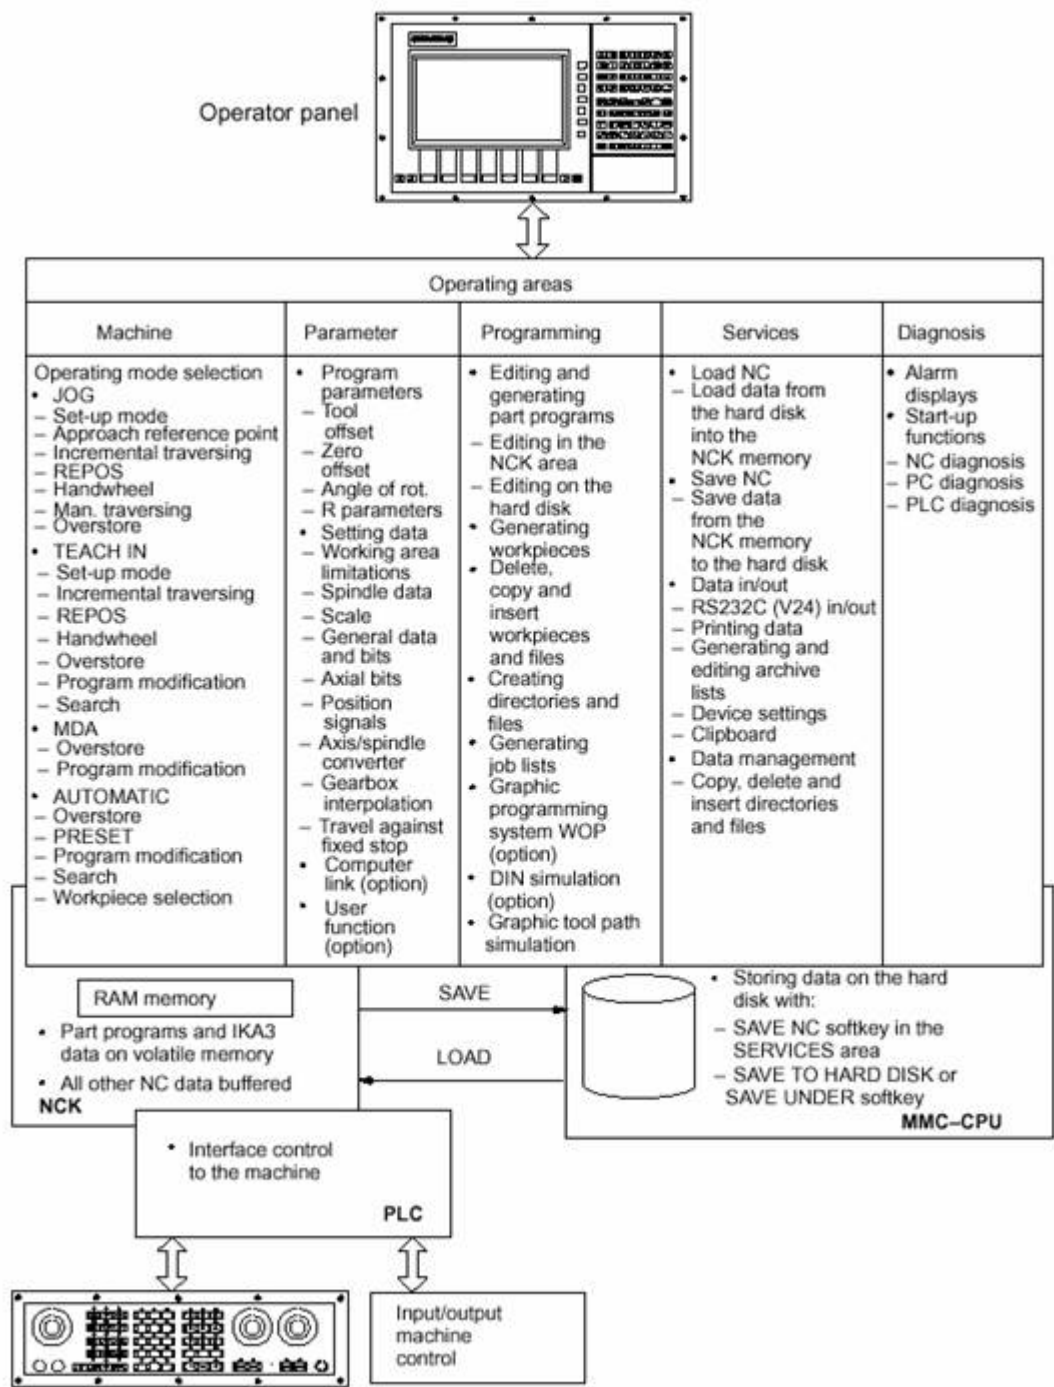 Operator panel
Operating areas
Machine
Operating mode selection
• JOG
– Set-up mode
– Approach reference point
– Incremental traversing
– REPOS
– Handwheel
– Man. traversing
– Overstore
• TEACH IN
– Set-up mode
– Incremental traversing
– REPOS
– Handwheel
– Overstore
– Program modification
– Search
• MDA
– Overstore
– Program modification
• AUTOMATIC
– Overstore
– PRESET
– Program modification
– Search
– Workpiece selection
Parameter
• Program
parameters
– Tool
offset
– Zero
offset
– Angle of rot.
– R parameters
• Setting data
– Working area
limitations
– Spindle data
– Scale
– General data
and bits
– Axial bits
– Position
signals
– Axis/spindle
converter
– Gearbox
interpolation
– Travel against
fixed stop
• Computer
link (option)
• User
function
(option)
Programming
• Editing and
generating
part programs
– Editing in the
NCK area
– Editing on the
hard disk
• Generating
workpieces
• Delete,
copy and
insert
workpieces
and files
• Creating
directories and
files
• Generating
job lists
• Graphic
programming
system WOP
(option)
• DIN simulation
(option)
• Graphic tool path
simulation
Services
• Load NC
– Load data from
the hard disk
into the
NCK memory
• Save NC
– Save data
from the
NCK memory
to the hard disk
• Data in/out
– RS232C (V24) in/out
– Printing data
– Generating and
editing archive
lists
– Device settings
– Clipboard
• Data management
– Copy, delete and
insert directories
and files
Diagnosis
• Alarm
displays
• Start-up
functions
– NC diagnosis
– PC diagnosis
– PLC diagnosis
RAM memory
• Part programs and IKA3
data on volatile memory
• All other NC data buffered
NCK
SAVE
LOAD
• Storing data on the hard
disk with:
– SAVE NC softkey in the
SERVICES area
– SAVE TO HARD DISK or
SAVE UNDER softkey
MMC–CPU
• Interface control
to the machine
PLC
Input/output
machine
control